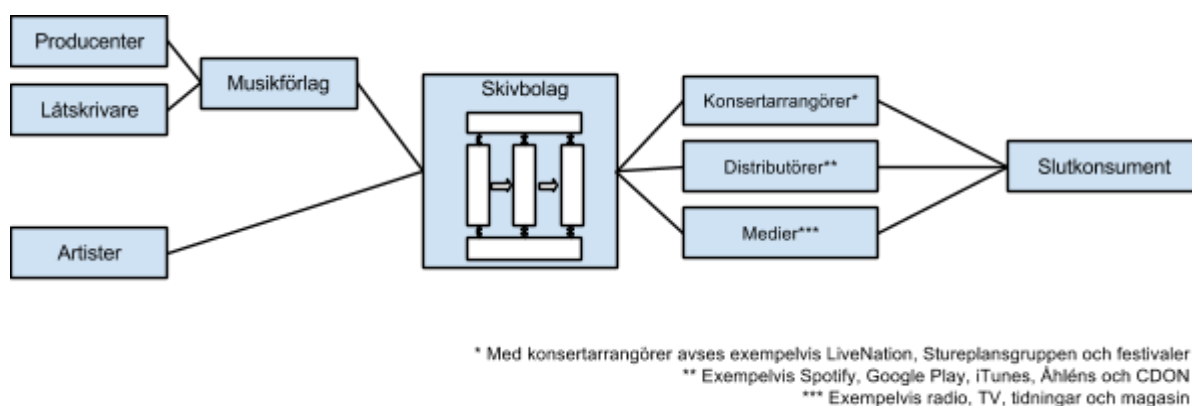 Producenter
Låtskrivare
Musikförlag
Artister
Skivbolag
Konsertarrangörer*
Distributörer**
Medier***
Slutkonsument
* Med konsertarrangörer avses exempelvis LiveNation, Stureplansgruppen och festivaler
** Exempelvis Spotify, Google Play, iTunes, Åhléns och CDON
*** Exempelvis radio, TV, tidningar och magasin